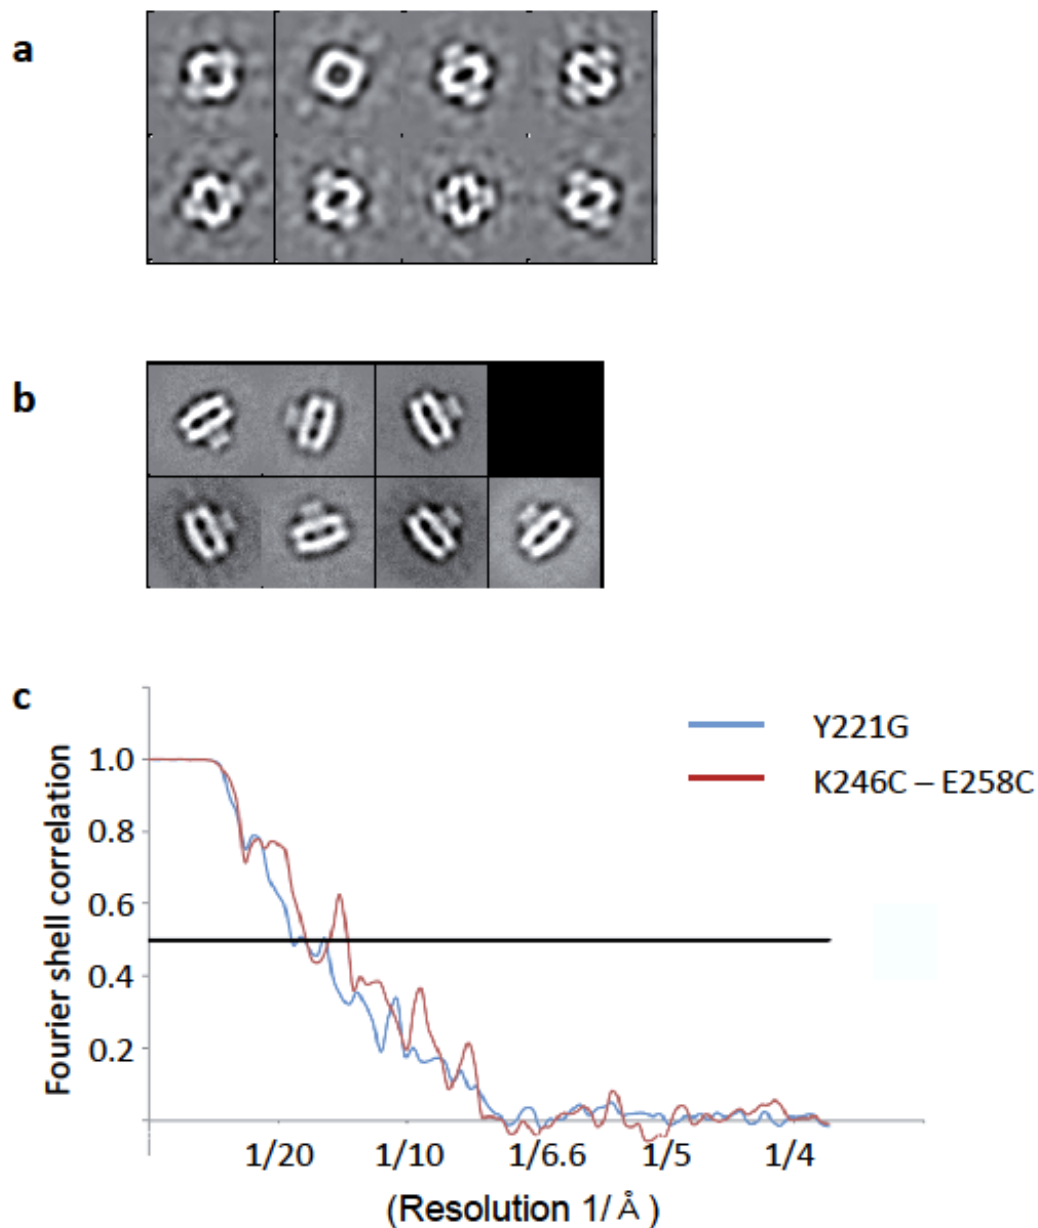 a
b
c
Fourier shell correlation
1.0
0.8
0.6
0.4
0.2
Y221G
K246C – E258C
1/20 1/10 1/6.6 1/5 1/4
(Resolution 1/ Å )